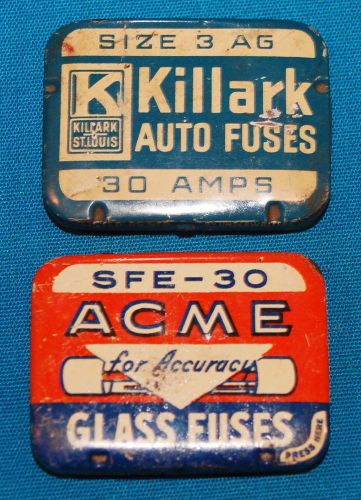 SIZE 3 AG
K
KILLARK
ST. LOUIS
Killark
AUTO FUSES
30 AMPS
SFE-30
ACME
for Accuracy
GLASS FUSES
PRESS HERE